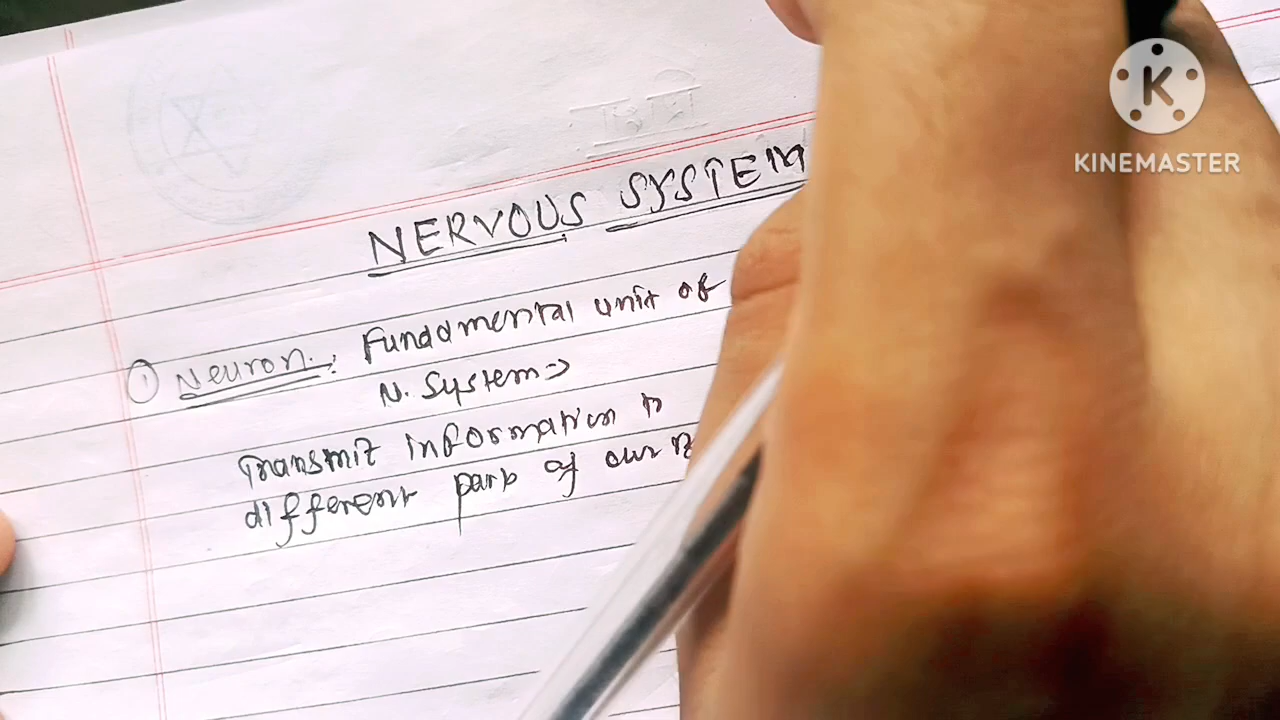 KINEMASTER
NERVOUS SYSTEM
① Neuron: Fundamental unit of
N. System →
Transmit information to
different part of our